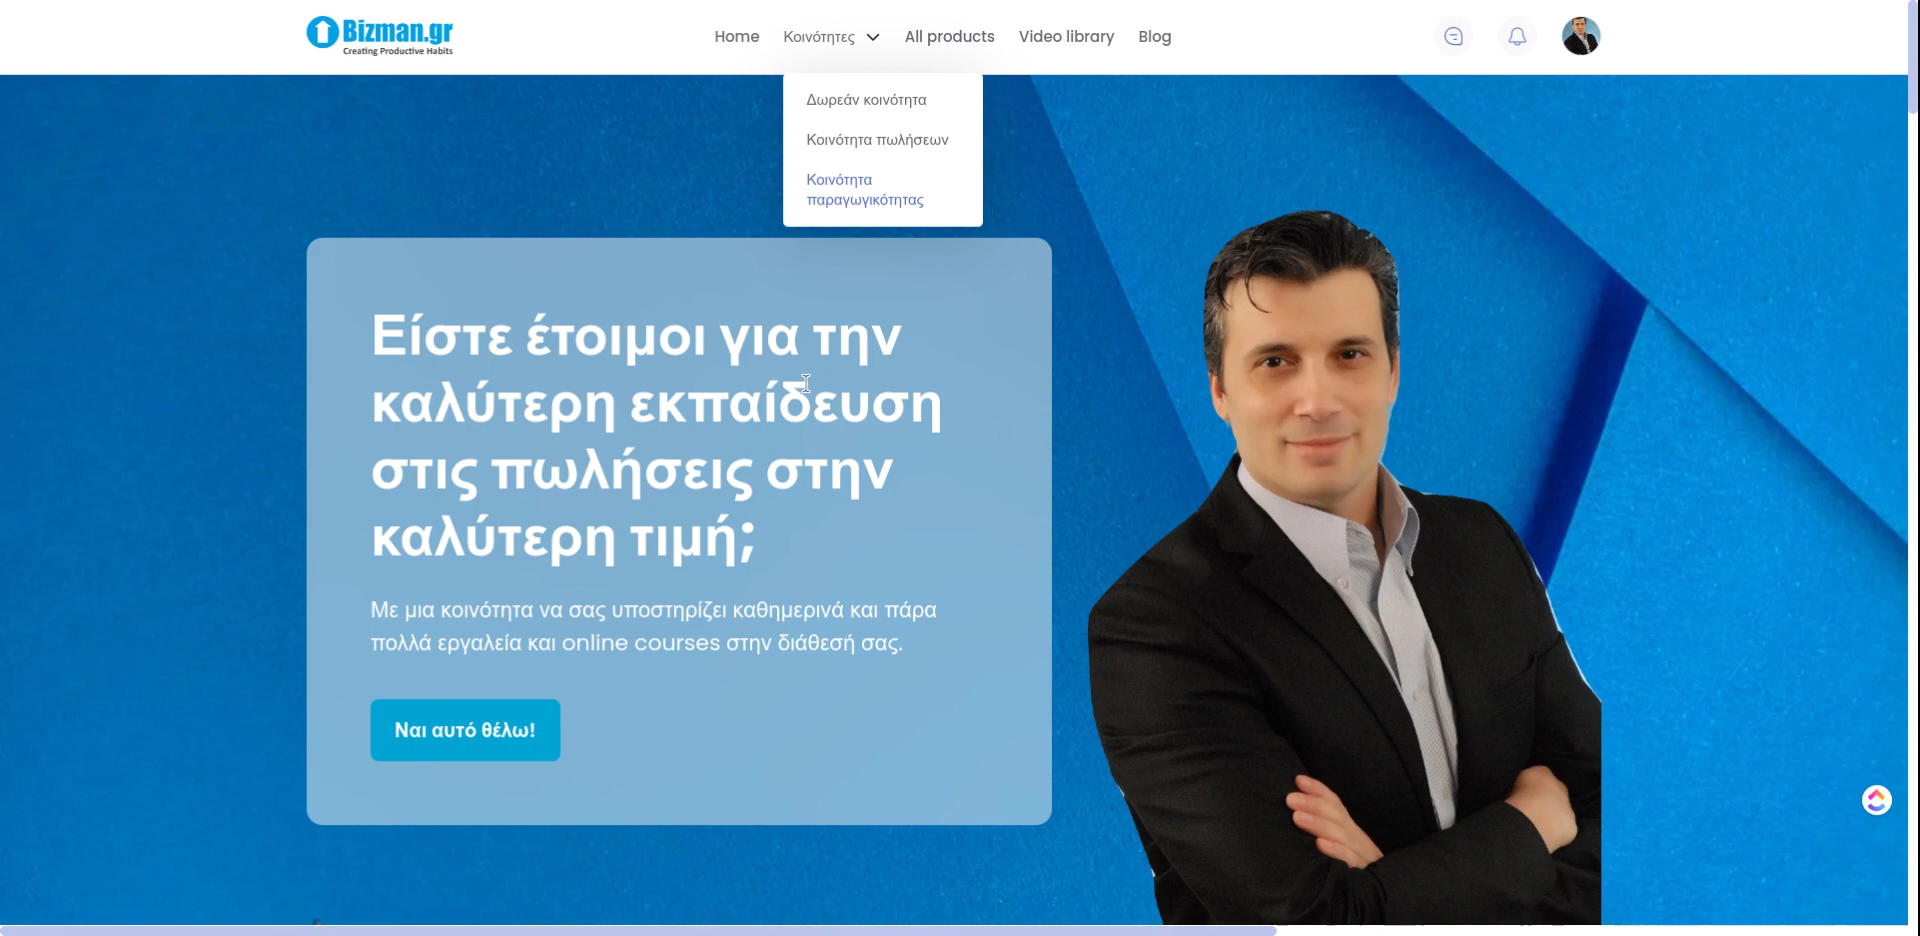 Bizman.gr
Creating Productive Habits
Home Κοινότητες All products Video library Blog
Δωρεάν κοινότητα
Κοινότητα πωλήσεων
Κοινότητα
παραγωγικότητας
Είστε έτοιμοι για την
καλύτερη εκπαίδευση
στις πωλήσεις στην
καλύτερη τιμή;
Με μια κοινότητα να σας υποστηρίζει καθημερινά και πάρα
πολλά εργαλεία και online courses στην διάθεσή σας.
Ναι αυτό θέλω!